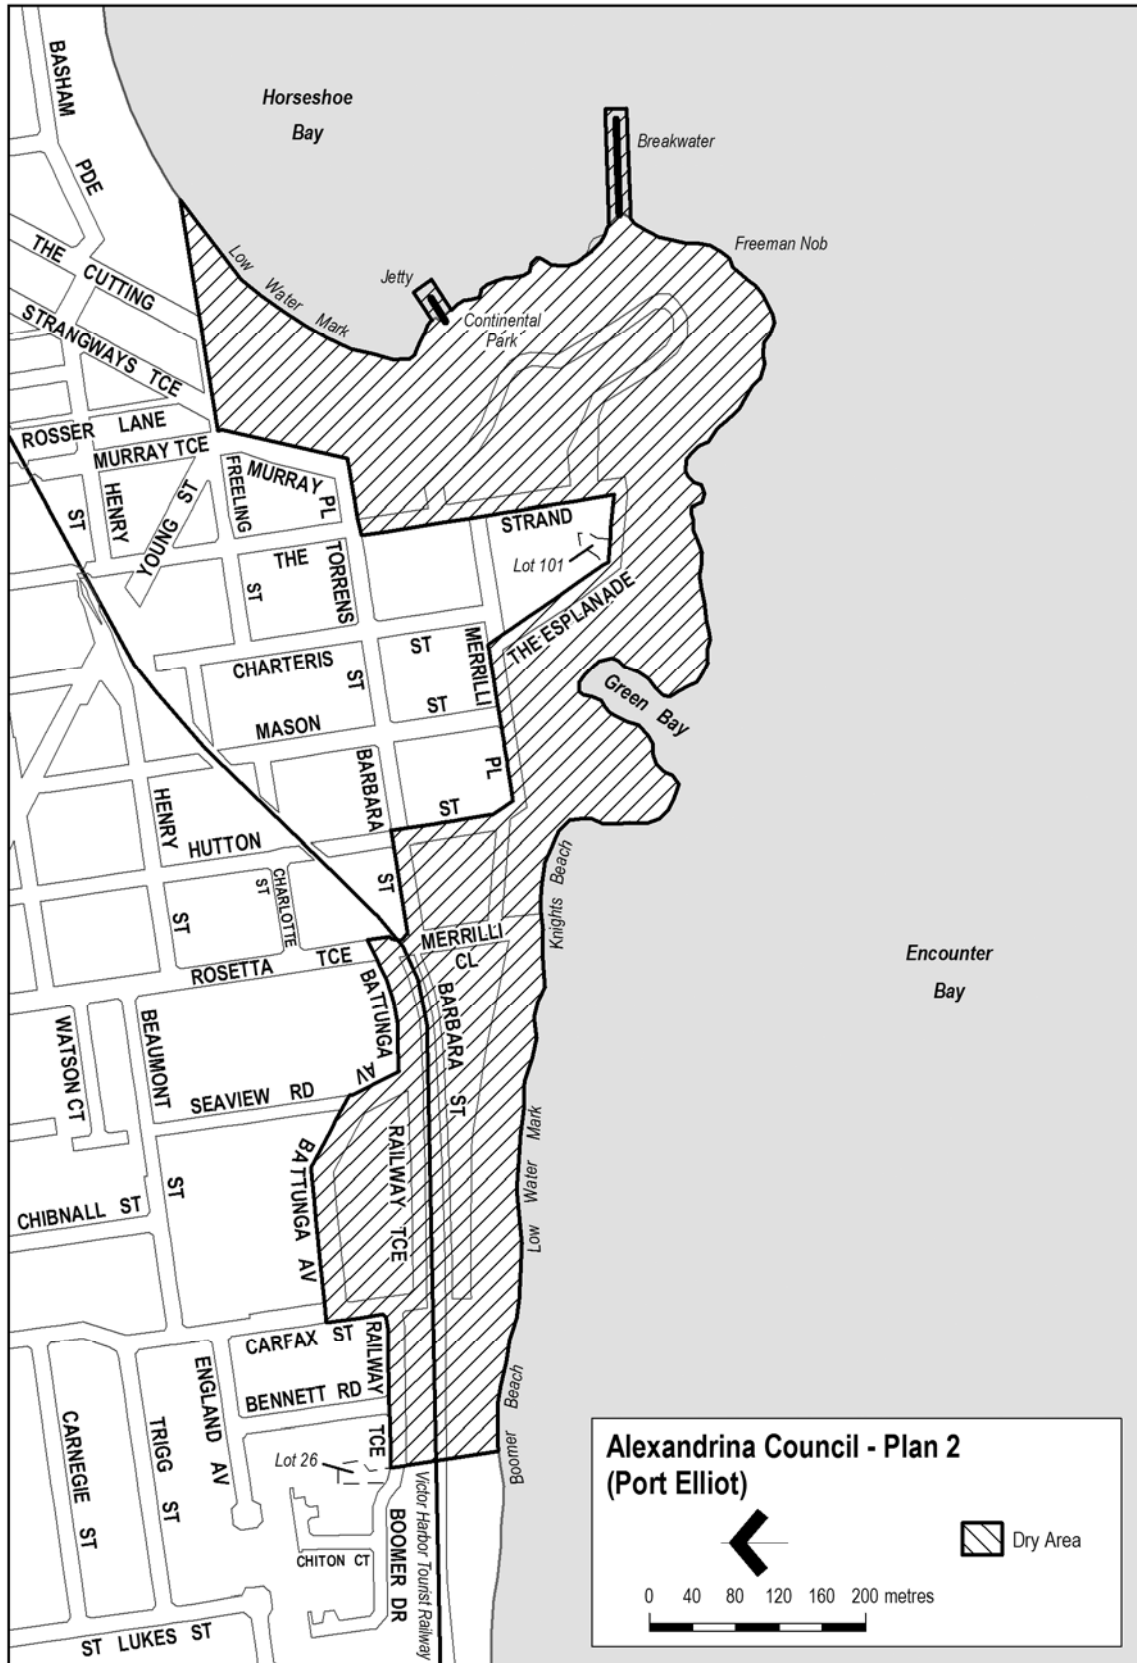 Horseshoe
Bay
Breakwater
Freeman Nob
BASHAM
PDE
THE CUTTING
STRANGWAYS TCE
Low Water Mark
Jetty
Continental
Park
ROSSER LANE
MURRAY TCE
HENRY
ST
YOUNG ST
FREELING
ST
MURRAY PL
THE
STRAND
TORRENS
ST
Lot 101
THE ESPLANADE
CHARTERIS
ST
MERRILLI
PL
MASON
ST
Green Bay
BARBARA
ST
HENRY
ST
HUTTON
ST
CHARLOTTE
ST
Knights Beach
MERRILLI
CL
ROSETTA TCE
Encounter
Bay
BATTUNGA
AV
BARBARA ST
WATSON CT
BEAUMONT
ST
SEAVIEW RD
RAILWAY TCE
Low Water Mark
BATTUNGA AV
CHIBNALL ST
CARFAX ST
RAILWAY
TCE
BENNETT RD
ENGLAND AV
CARNEGIE ST
TRIGG ST
Lot 26
Boomer Beach
CHITON CT
BOOMER DR
Victor Harbor Tourist Railway
ST LUKES ST
Alexandrina Council - Plan 2
(Port Elliot)
Dry Area
0 40 80 120 160 200 metres